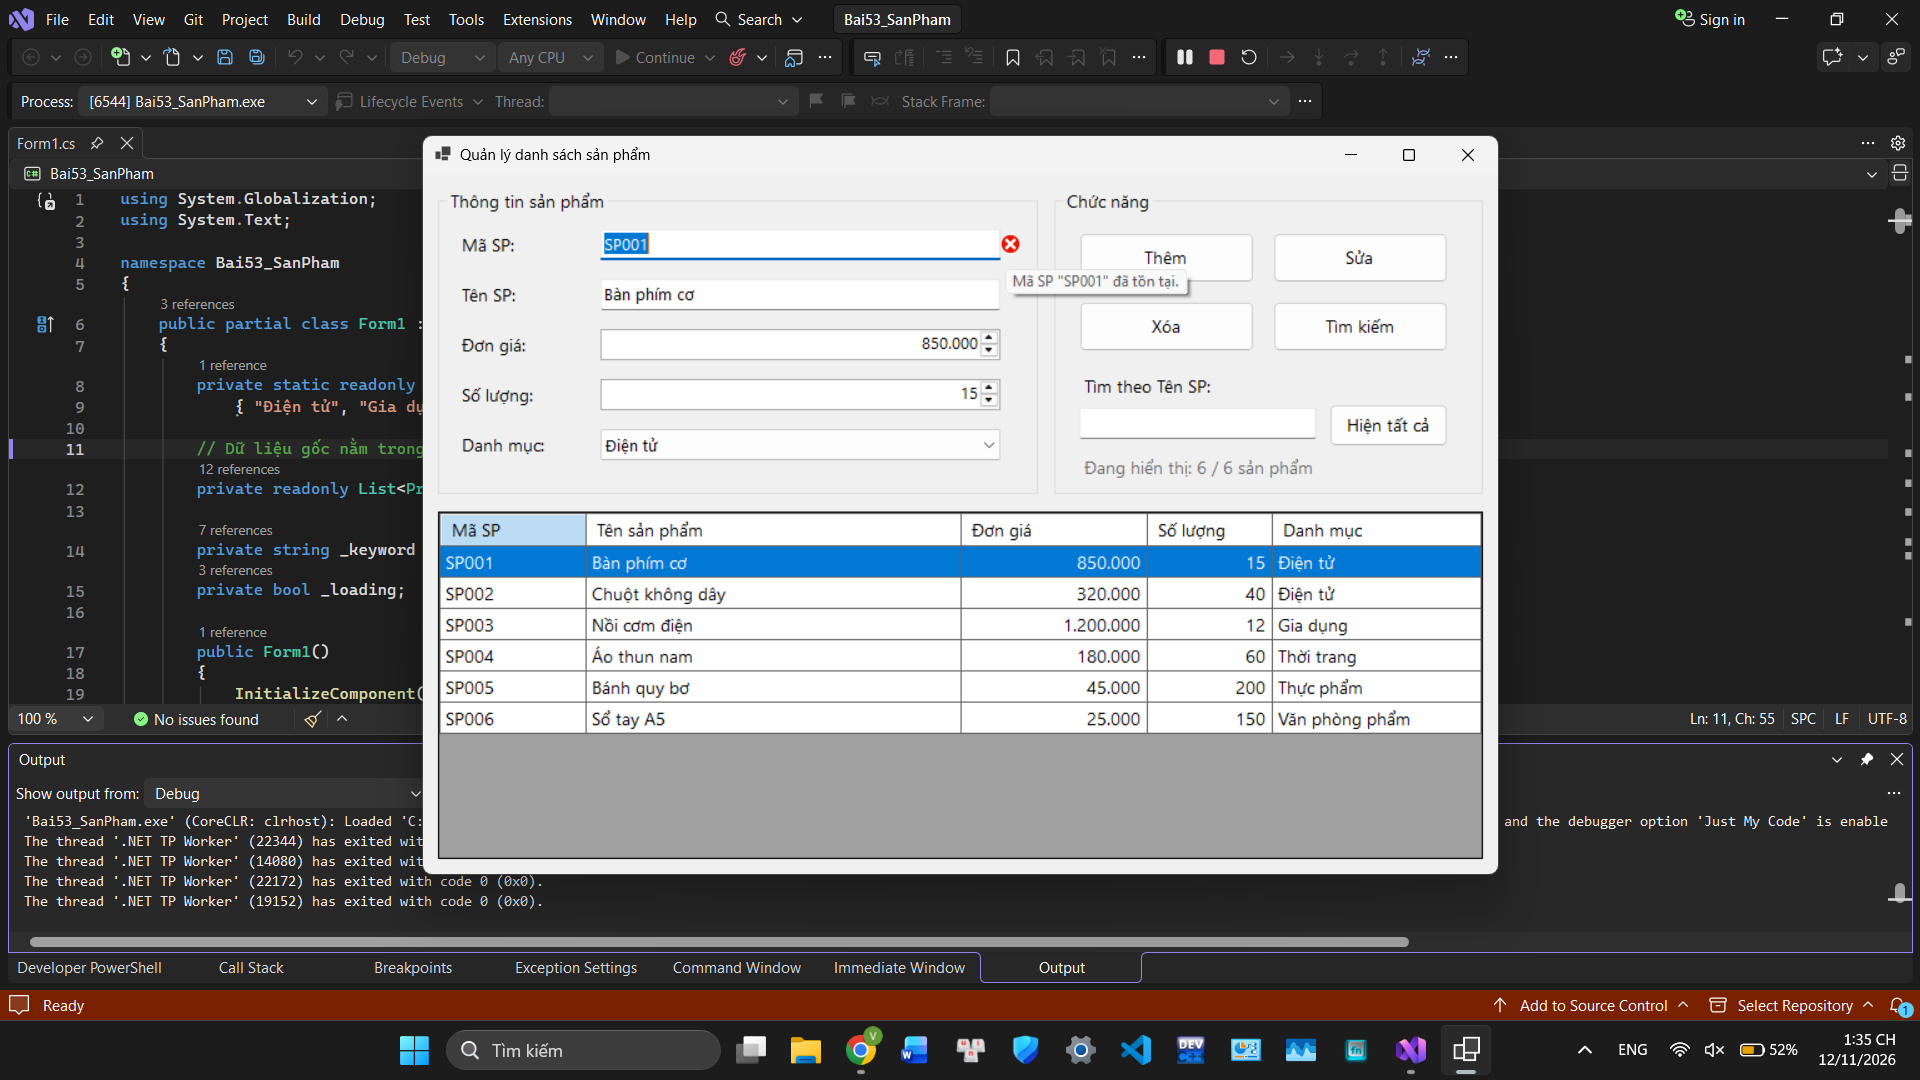 File Edit View Git Project Build Debug Test Tools Extensions Window Help Search Bai53_SanPham Sign in
Debug Any CPU Continue
Process: [6544] Bai53_SanPham.exe Lifecycle Events Thread: Stack Frame:
Form1.cs
Bai53_SanPham
1 using System.Globalization;
2 using System.Text;
3
4 namespace Bai53_SanPham
5 {
3 references
6 public partial class Form1 :
7 {
1 reference
8 private static readonly
9 { "Điện tử", "Gia dụ
10
11 // Dữ liệu gốc nằm trong
12 references
12 private readonly List<Pr
13
7 references
14 private string _keyword
3 references
15 private bool _loading;
16
1 reference
17 public Form1()
18 {
19 InitializeComponent(
100 % No issues found Ln: 11, Ch: 55 SPC LF UTF-8
Quản lý danh sách sản phẩm
Thông tin sản phẩm
Mã SP: SP001
Tên SP: Bàn phím cơ
Đơn giá: 850.000
Số lượng: 15
Danh mục: Điện tử
Chức năng
Thêm Sửa
Mã SP "SP001" đã tồn tại.
Xóa Tìm kiếm
Tìm theo Tên SP:
Hiện tất cả
Đang hiển thị: 6 / 6 sản phẩm
Mã SP Tên sản phẩm Đơn giá Số lượng Danh mục
SP001 Bàn phím cơ 850.000 15 Điện tử
SP002 Chuột không dây 320.000 40 Điện tử
SP003 Nồi cơm điện 1.200.000 12 Gia dụng
SP004 Áo thun nam 180.000 60 Thời trang
SP005 Bánh quy bơ 45.000 200 Thực phẩm
SP006 Sổ tay A5 25.000 150 Văn phòng phẩm
Output
Show output from: Debug
'Bai53_SanPham.exe' (CoreCLR: clrhost): Loaded 'C: and the debugger option 'Just My Code' is enable
The thread '.NET TP Worker' (22344) has exited wit
The thread '.NET TP Worker' (14080) has exited wit
The thread '.NET TP Worker' (22172) has exited with code 0 (0x0).
The thread '.NET TP Worker' (19152) has exited with code 0 (0x0).
Developer PowerShell Call Stack Breakpoints Exception Settings Command Window Immediate Window Output
Ready Add to Source Control Select Repository 1
Tìm kiếm V DEV ENG 52% 1:35 CH
12/11/2026